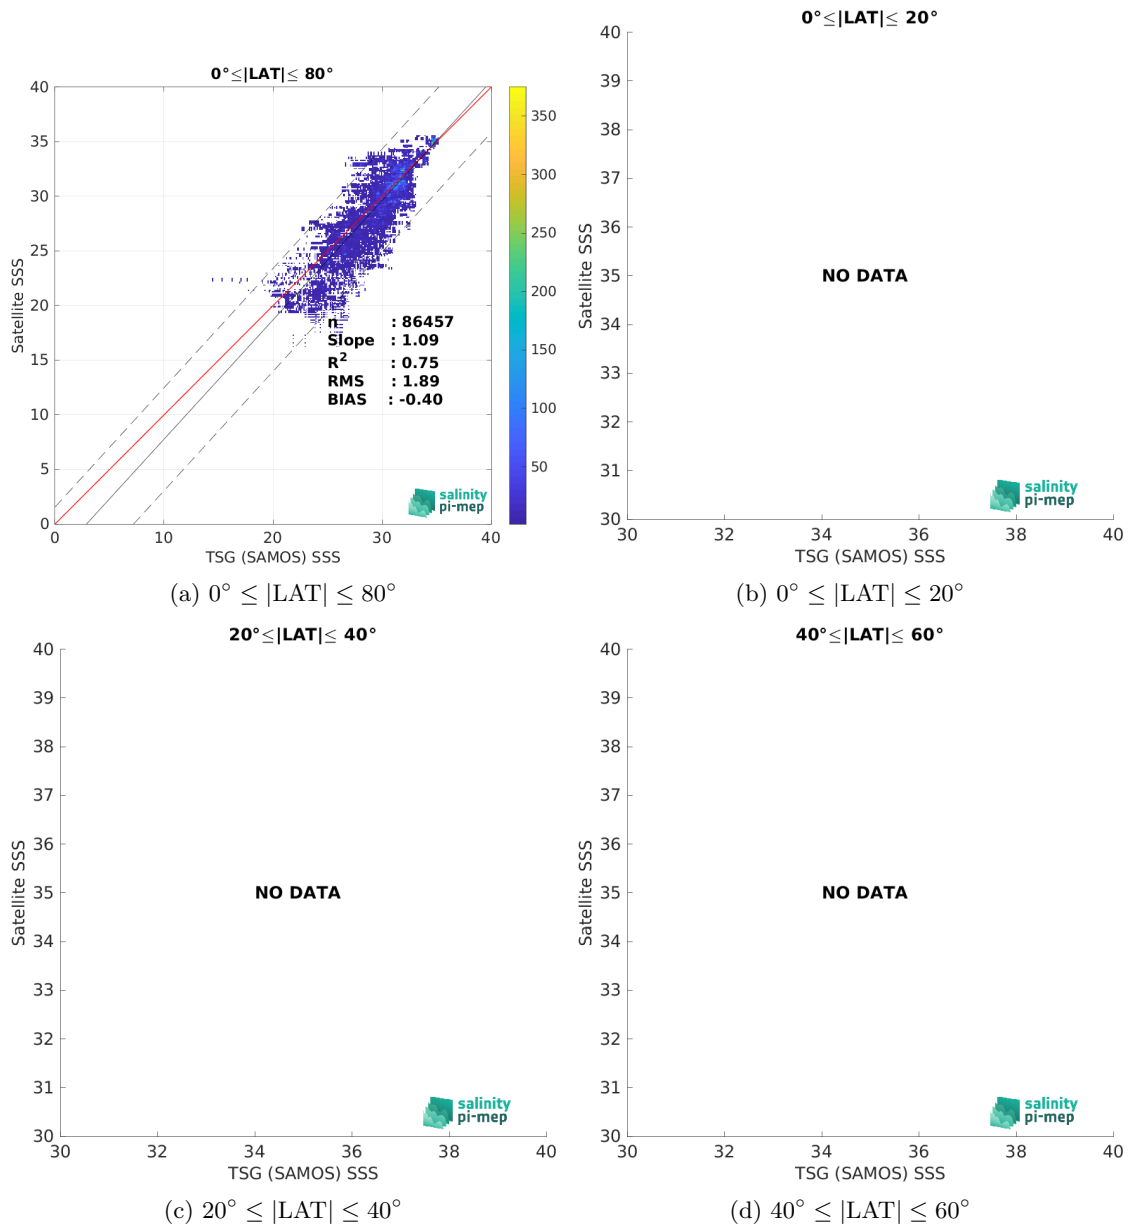 0°≤|LAT|≤ 80°
40
35
30
25
20
15
10
5
0
Satellite SSS
0
10
20
30
40
TSG (SAMOS) SSS
n : 86457
Slope : 1.09
R² : 0.75
RMS : 1.89
BIAS : -0.40
salinity
pi-mep
350
300
250
200
150
100
50
(a) 0° ≤ |LAT| ≤ 80°
0°≤|LAT|≤ 20°
40
39
38
37
36
35
34
33
32
31
30
Satellite SSS
NO DATA
salinity
pi-mep
30
32
34
36
38
40
TSG (SAMOS) SSS
(b) 0° ≤ |LAT| ≤ 20°
20°≤|LAT|≤ 40°
40
39
38
37
36
35
34
33
32
31
30
Satellite SSS
NO DATA
salinity
pi-mep
30
32
34
36
38
40
TSG (SAMOS) SSS
(c) 20° ≤ |LAT| ≤ 40°
40°≤|LAT|≤ 60°
40
39
38
37
36
35
34
33
32
31
30
Satellite SSS
NO DATA
salinity
pi-mep
30
32
34
36
38
40
TSG (SAMOS) SSS
(d) 40° ≤ |LAT| ≤ 60°